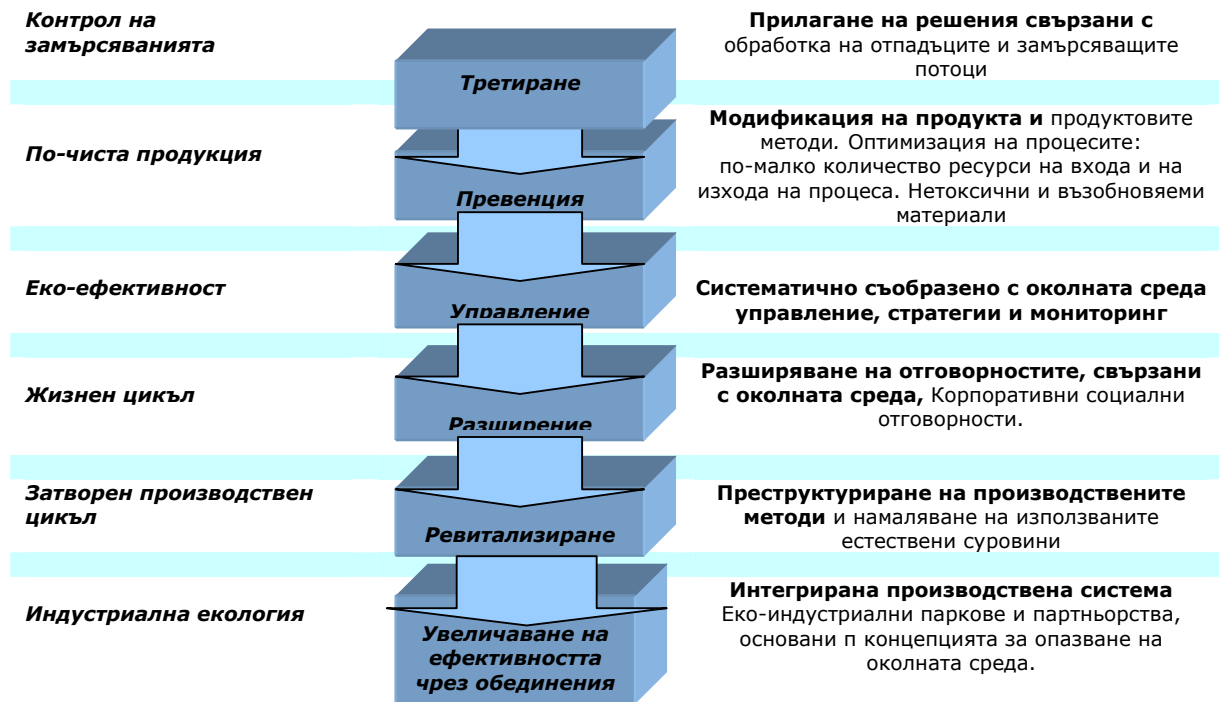 Контрол на
замърсяванията
Третиране
Прилагане на решения свързани с
обработка на отпадъците и замърсяващите
потоци
По-чиста продукция
Превенция
Модификация на продукта и продуктовите
методи. Оптимизация на процесите:
по-малко количество ресурси на входа и на
изхода на процеса. Нетоксични и възобновяеми
материали
Еко-ефективност
Управление
Систематично съобразено с околната среда
управление, стратегии и мониторинг
Жизнен цикъл
Разширение
Разширяване на отговорностите, свързани
с околната среда, Корпоративни социални
отговорности.
Затворен производствен
цикъл
Ревитализиране
Преструктуриране на производствените
методи и намаляване на използваните
естествени суровини
Индустриална екология
Увеличаване на
ефективността
чрез обединения
Интегрирана производствена система
Еко-индустриални паркове и партньорства,
основани п концепцията за опазване на
околната среда.